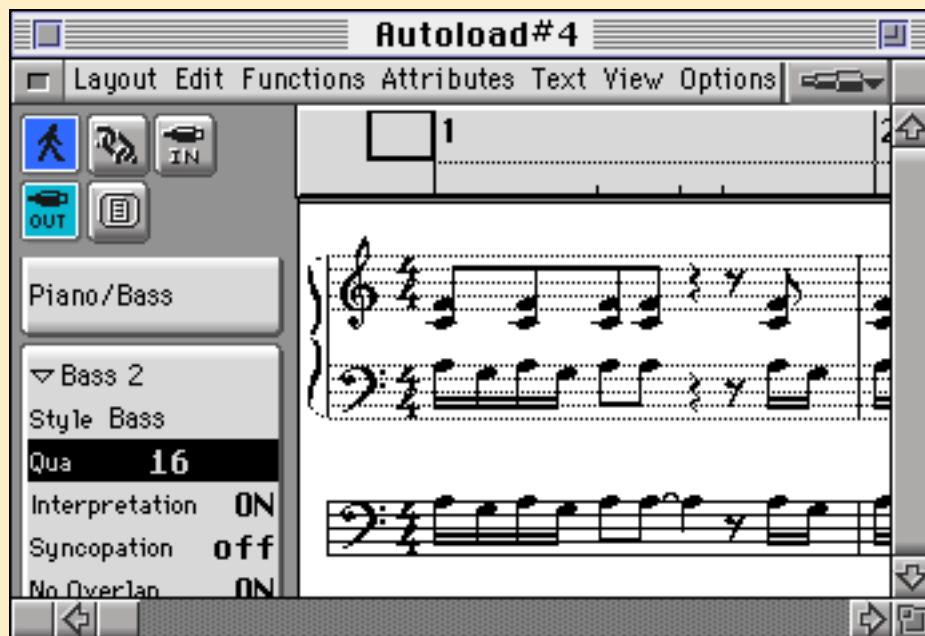 Autoload#4
Layout Edit Functions Attributes Text View Options
IN
OUT
1
2
Piano/Bass
Bass 2
Style Bass
Qua 16
Interpretation ON
Syncopation off
No Overlap ON